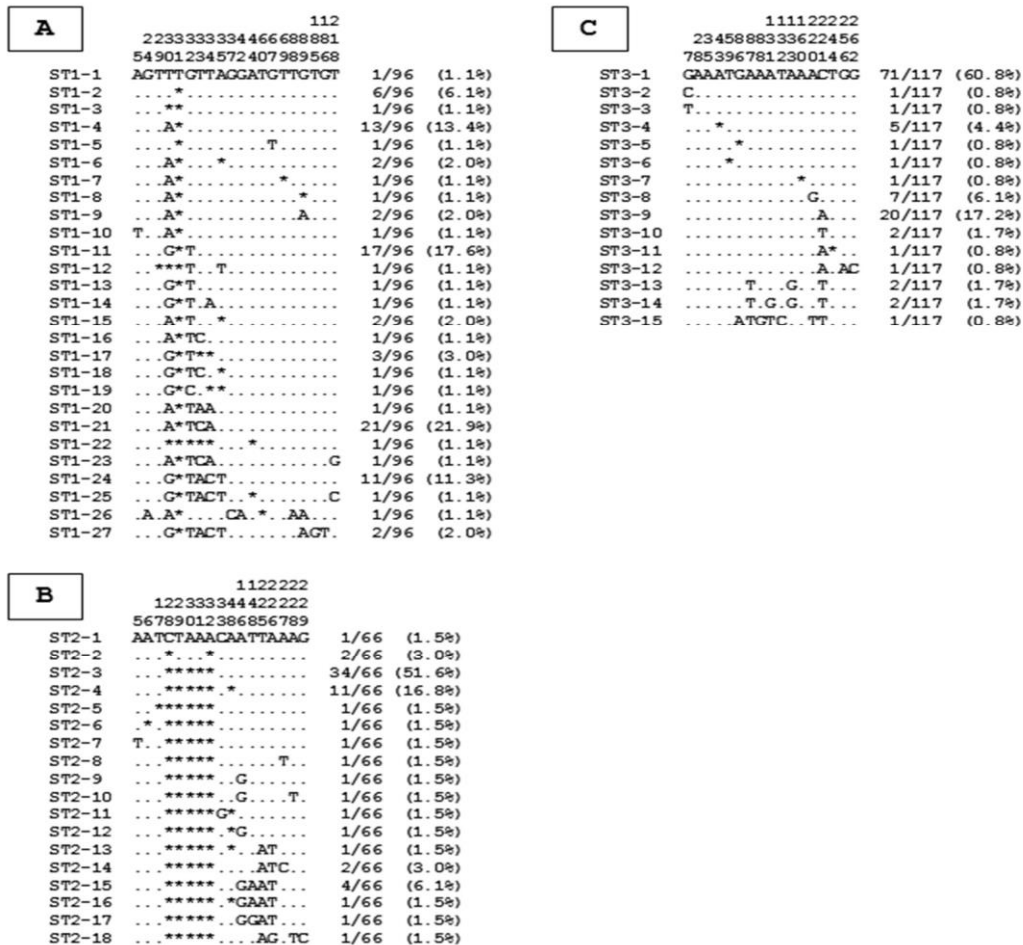 A
112
2233333334466688881
54901234572407989568
ST1-1 AGTTTGTTAGGATGTTGTGT 1/96 (1.1%)
ST1-2 ....*............... 6/96 (6.1%)
ST1-3 ...**............... 1/96 (1.1%)
ST1-4 ...A*............... 13/96 (13.4%)
ST1-5 ....*........T...... 1/96 (1.1%)
ST1-6 ...A*...*........... 2/96 (2.0%)
ST1-7 ...A*.........*..... 1/96 (1.1%)
ST1-8 ...A*...........*... 1/96 (1.1%)
ST1-9 ...A*...........A... 2/96 (2.0%)
ST1-10 T..A*............... 1/96 (1.1%)
ST1-11 ...G*T.............. 17/96 (17.6%)
ST1-12 ..***T..T........... 1/96 (1.1%)
ST1-13 ...G*T..T........... 1/96 (1.1%)
ST1-14 ...G*T.A............ 1/96 (1.1%)
ST1-15 ...A*T..*........... 2/96 (2.0%)
ST1-16 ...A*TC............. 1/96 (1.1%)
ST1-17 ...G*T**............ 3/96 (3.0%)
ST1-18 ...G*TC.*........... 1/96 (1.1%)
ST1-19 ...G*C.**........... 1/96 (1.1%)
ST1-20 ...A*TAA............ 1/96 (1.1%)
ST1-21 ...A*TCA............ 21/96 (21.9%)
ST1-22 ...*****...*........ 1/96 (1.1%)
ST1-23 ...A*TCA...........G 1/96 (1.1%)
ST1-24 ...G*TACT........... 11/96 (11.3%)
ST1-25 ...G*TACT..*.......C 1/96 (1.1%)
ST1-26 .A.A*....CA.*..AA... 1/96 (1.1%)
ST1-27 ...G*TACT.......AGT. 2/96 (2.0%)
B
1122222
122333344422222
56789012386856789
ST2-1 AATCTAAACAATTAAAG 1/66 (1.5%)
ST2-2 ...*...*......... 2/66 (3.0%)
ST2-3 ...*****......... 34/66 (51.6%)
ST2-4 ...*****.*....... 11/66 (16.8%)
ST2-5 ..******......... 1/66 (1.5%)
ST2-6 .*.*****......... 1/66 (1.5%)
ST2-7 T..*****......... 1/66 (1.5%)
ST2-8 ...*****......T.. 1/66 (1.5%)
ST2-9 ...*****..G...... 1/66 (1.5%)
ST2-10 ...*****..G....T. 1/66 (1.5%)
ST2-11 ...*****G*....... 1/66 (1.5%)
ST2-12 ...*****.*G...... 1/66 (1.5%)
ST2-13 ...*****.*..AT... 1/66 (1.5%)
ST2-14 ...*****....ATC.. 2/66 (3.0%)
ST2-15 ...*****..GAAT... 4/66 (6.1%)
ST2-16 ...*****.*GAAT... 1/66 (1.5%)
ST2-17 ...*****..GGAT... 1/66 (1.5%)
ST2-18 ...*****....AG.TC 1/66 (1.5%)
C
ST3-1 GAAATGAAATAAACTGG 71/117 (60.8%)
ST3-2 C................ 1/117 (0.8%)
ST3-3 T................ 1/117 (0.8%)
ST3-4 ...*............. 5/117 (4.4%)
ST3-5 .....*........... 1/117 (0.8%)
ST3-6 ....*............ 1/117 (0.8%)
ST3-7 ...........*..... 1/117 (0.8%)
ST3-8 ............G.... 7/117 (6.1%)
ST3-9 .............A... 20/117 (17.2%)
ST3-10 .............T... 2/117 (1.7%)
ST3-11 .............A*.. 1/117 (0.8%)
ST3-12 .............A.AC 1/117 (0.8%)
ST3-13 ......T...G..T... 2/117 (1.7%)
ST3-14 ......T.G.G..T... 2/117 (1.7%)
ST3-15 .....ATGTC..TT... 1/117 (0.8%)